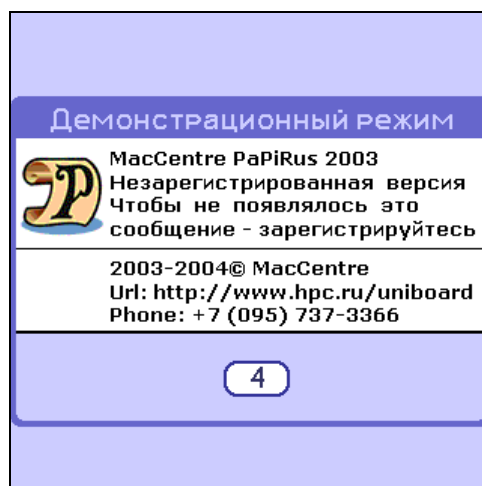 Демонстрационный режим
MacCentre PaPiRus 2003
Незарегистрированная версия
Чтобы не появлялось это
сообщение - зарегистрируйтесь
2003-2004© MacCentre
Url: http://www.hpc.ru/uniboard
Phone: +7 (095) 737-3366
4